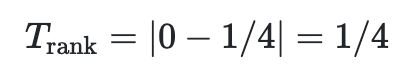 T_rank = |0 − 1/4| = 1/4